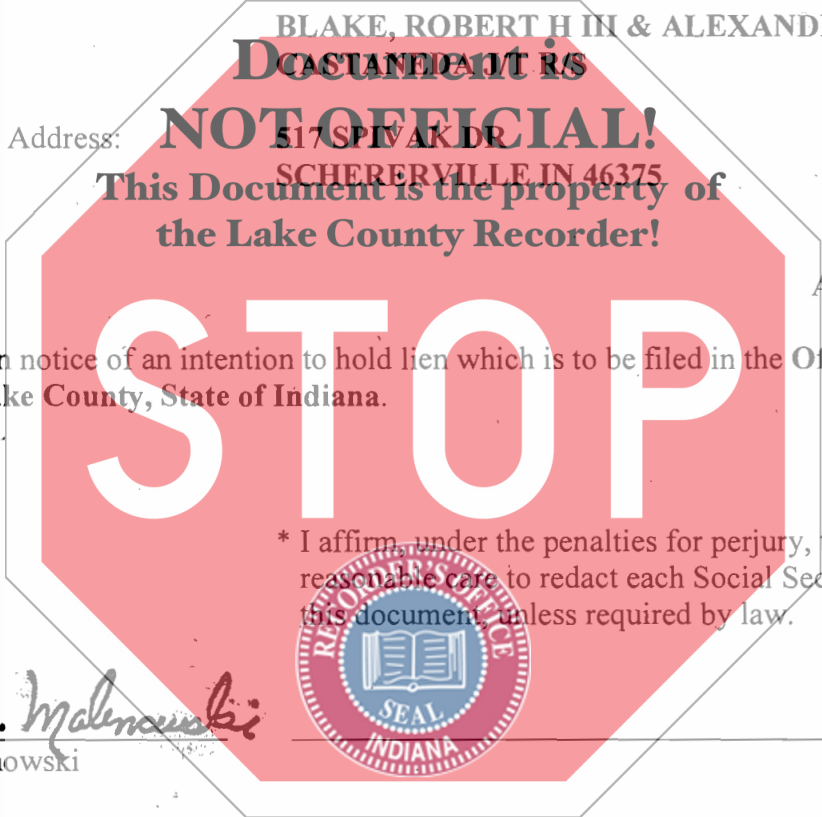 BLAKE, ROBERT H III & ALEXAND
Document is
CASTANEDA J/T R/S
NOT OFFICIAL!
Address: 517 SPIVAK DR
SCHERERVILLE IN 46375
This Document is the property of
the Lake County Recorder!
STOP
n notice of an intention to hold lien which is to be filed in the Of
ke County, State of Indiana.
* I affirm, under the penalties for perjury,
reasonable care to redact each Social Sec
this document, unless required by law.
RECORDER'S OFFICE
SEAL
INDIANA
. Malenowski
owski